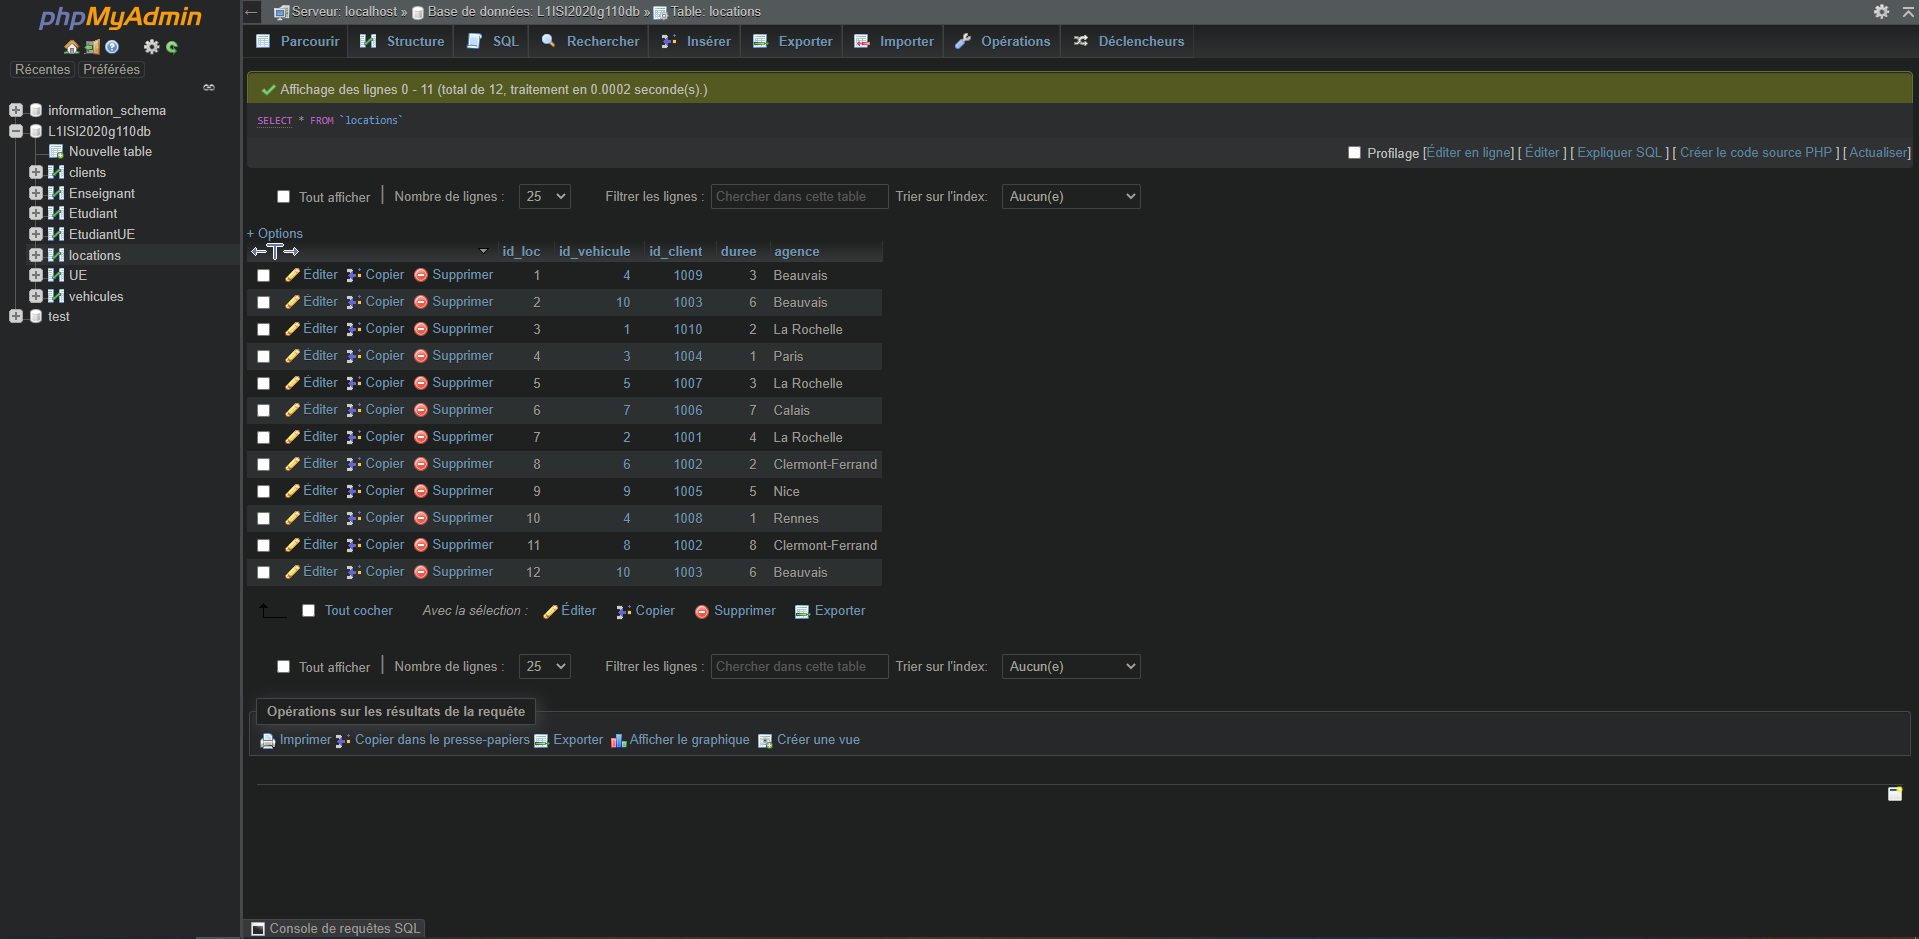 phpMyAdmin
Récentes Préférées
information_schema
L1ISI2020g110db
Nouvelle table
clients
Enseignant
Etudiant
EtudiantUE
locations
UE
vehicules
test
Serveur: localhost » Base de données: L1ISI2020g110db » Table: locations
Parcourir Structure SQL Rechercher Insérer Exporter Importer Opérations Déclencheurs
Affichage des lignes 0 - 11 (total de 12, traitement en 0.0002 seconde(s).)
SELECT * FROM `locations`
Profilage [Éditer en ligne] [ Éditer ] [ Expliquer SQL ] [ Créer le code source PHP ] [ Actualiser]
Tout afficher Nombre de lignes : 25 Filtrer les lignes : Chercher dans cette table Trier sur l'index: Aucun(e)
+ Options
id_loc id_vehicule id_client duree agence
Éditer Copier Supprimer 1 4 1009 3 Beauvais
Éditer Copier Supprimer 2 10 1003 6 Beauvais
Éditer Copier Supprimer 3 1 1010 2 La Rochelle
Éditer Copier Supprimer 4 3 1004 1 Paris
Éditer Copier Supprimer 5 5 1007 3 La Rochelle
Éditer Copier Supprimer 6 7 1006 7 Calais
Éditer Copier Supprimer 7 2 1001 4 La Rochelle
Éditer Copier Supprimer 8 6 1002 2 Clermont-Ferrand
Éditer Copier Supprimer 9 9 1005 5 Nice
Éditer Copier Supprimer 10 4 1008 1 Rennes
Éditer Copier Supprimer 11 8 1002 8 Clermont-Ferrand
Éditer Copier Supprimer 12 10 1003 6 Beauvais
Tout cocher Avec la sélection : Éditer Copier Supprimer Exporter
Tout afficher Nombre de lignes : 25 Filtrer les lignes : Chercher dans cette table Trier sur l'index: Aucun(e)
Opérations sur les résultats de la requête
Imprimer Copier dans le presse-papiers Exporter Afficher le graphique Créer une vue
Console de requêtes SQL